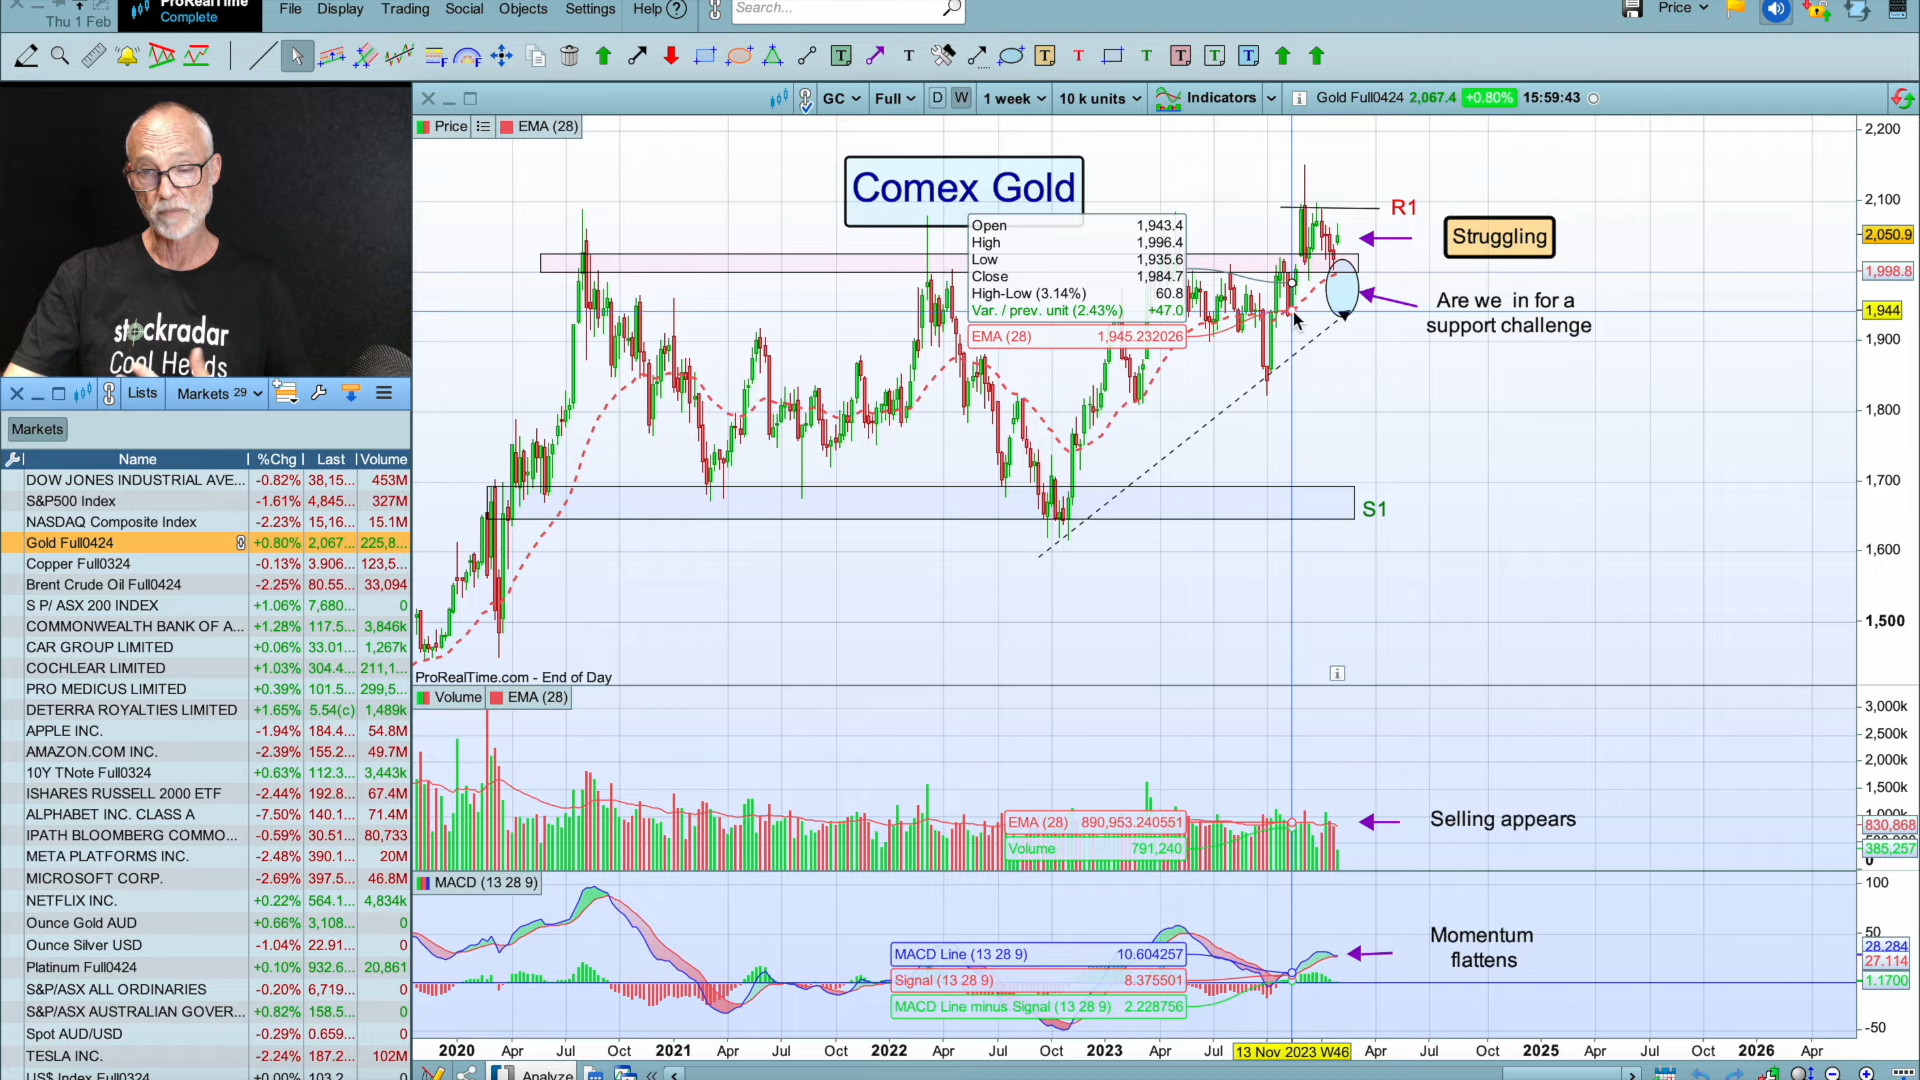 Thu 1 Feb
ProRealTime
Complete
File Display Trading Social Objects Settings Help ?
Search...
Price
GC Full D W 1 week 10 k units Indicators Gold Full0424 2,067.4 +0.80% 15:59:43
Price EMA (28)
Comex Gold
Open 1,943.4
High 1,996.4
Low 1,935.6
Close 1,984.7
High-Low (3.14%) 60.8
Var. / prev. unit (2.43%) +47.0
EMA (28) 1,945.232026
R1
Struggling
Are we in for a
support challenge
S1
2,200
2,100
2,050.9
1,998.8
1,944
1,900
1,800
1,700
1,600
1,500
ProRealTime.com - End of Day
Volume EMA (28)
EMA (28) 890,953.240551
Volume 791,240
Selling appears
3,000k
2,500k
2,000k
1,500k
1,000k
830,868
385,257
0
MACD (13 28 9)
MACD Line (13 28 9) 10.604257
Signal (13 28 9) 8.375501
MACD Line minus Signal (13 28 9) 2.228756
Momentum
flattens
100
50
28.284
27.114
1.1700
-50
2020 Apr Jul Oct 2021 Apr Jul Oct 2022 Apr Jul Oct 2023 Apr Jul 13 Nov 2023 W46 Apr Jul Oct 2025 Apr Jul Oct 2026 Apr
Analyze
stockradar
Cool Heads
Lists Markets 29
Markets
Name %Chg Last Volume
DOW JONES INDUSTRIAL AVE... -0.82% 38,15... 453M
S&P500 Index -1.61% 4,845... 327M
NASDAQ Composite Index -2.23% 15,16... 15.1M
Gold Full0424 +0.80% 2,067... 225,8...
Copper Full0324 -0.13% 3.906... 123,5...
Brent Crude Oil Full0424 -2.25% 80.55... 33,094
S P/ ASX 200 INDEX +1.06% 7,680... 0
COMMONWEALTH BANK OF A... +1.28% 117.5... 3,846k
CAR GROUP LIMITED +0.06% 33.01... 1,267k
COCHLEAR LIMITED +1.03% 304.4... 211,1...
PRO MEDICUS LIMITED +0.39% 101.5... 299,5...
DETERRA ROYALTIES LIMITED +1.65% 5.54(c) 1,489k
APPLE INC. -1.94% 184.4... 54.8M
AMAZON.COM INC. -2.39% 155.2... 49.7M
10Y TNote Full0324 +0.63% 112.3... 3,443k
ISHARES RUSSELL 2000 ETF -2.44% 192.8... 67.4M
ALPHABET INC. CLASS A -7.50% 140.1... 71.4M
IPATH BLOOMBERG COMMO... -0.59% 30.51... 80,733
META PLATFORMS INC. -2.48% 390.1... 20M
MICROSOFT CORP. -2.69% 397.5... 46.8M
NETFLIX INC. +0.22% 564.1... 4,834k
Ounce Gold AUD +0.66% 3,108... 0
Ounce Silver USD -1.04% 22.91... 0
Platinum Full0424 +0.10% 932.6... 20,861
S&P/ASX ALL ORDINARIES -0.20% 6,719... 0
S&P/ASX AUSTRALIAN GOVER... +0.82% 158.5... 0
Spot AUD/USD -0.29% 0.659... 0
TESLA INC. -2.24% 187.2... 102M
US$ Index Full0324 +0.00% 103.2... 0